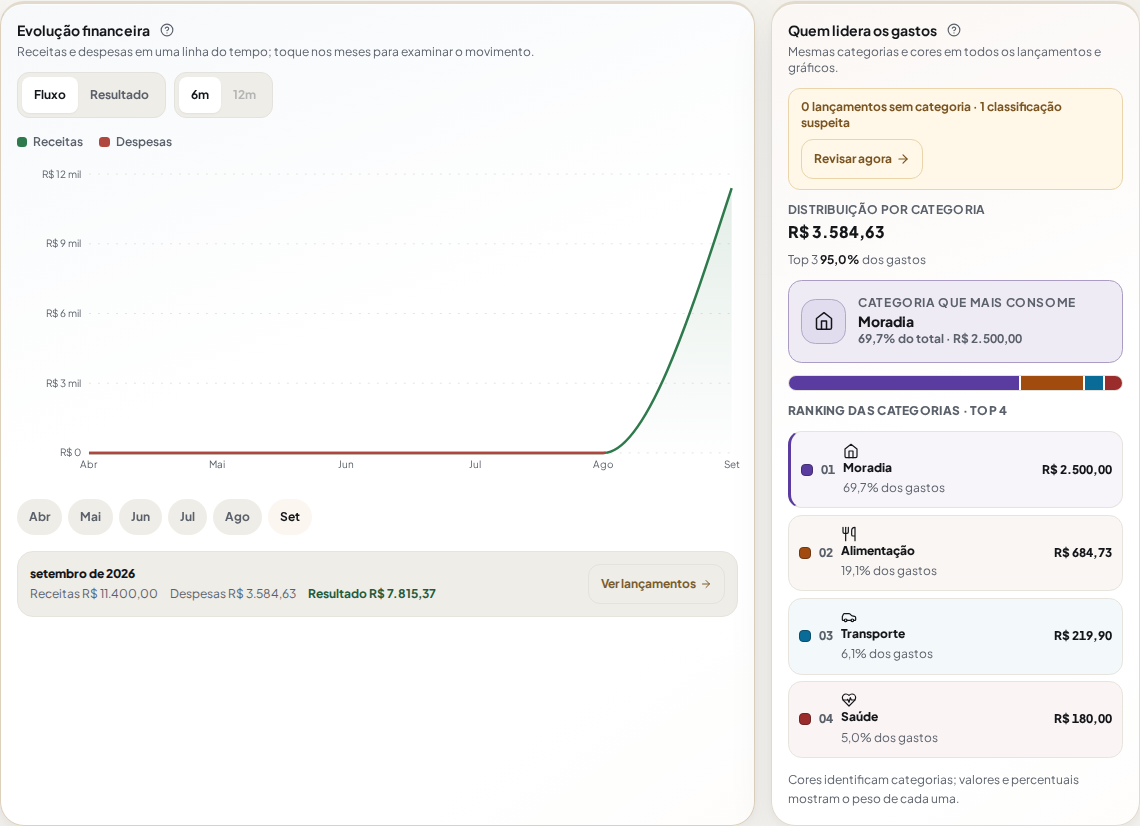 Evolução financeira
Receitas e despesas em uma linha do tempo; toque nos meses para examinar o movimento.
Fluxo Resultado 6m 12m
Receitas Despesas
R$ 12 mil
R$ 9 mil
R$ 6 mil
R$ 3 mil
R$ 0
Abr Mai Jun Jul Ago Set
Abr Mai Jun Jul Ago Set
setembro de 2026
Receitas R$ 11.400,00 Despesas R$ 3.584,63 Resultado R$ 7.815,37
Ver lançamentos →
Quem lidera os gastos
Mesmas categorias e cores em todos os lançamentos e
gráficos.
0 lançamentos sem categoria · 1 classificação
suspeita
Revisar agora →
DISTRIBUIÇÃO POR CATEGORIA
R$ 3.584,63
Top 3 95,0% dos gastos
CATEGORIA QUE MAIS CONSOME
Moradia
69,7% do total · R$ 2.500,00
RANKING DAS CATEGORIAS · TOP 4
01 Moradia R$ 2.500,00
69,7% dos gastos
02 Alimentação R$ 684,73
19,1% dos gastos
03 Transporte R$ 219,90
6,1% dos gastos
04 Saúde R$ 180,00
5,0% dos gastos
Cores identificam categorias; valores e percentuais
mostram o peso de cada uma.